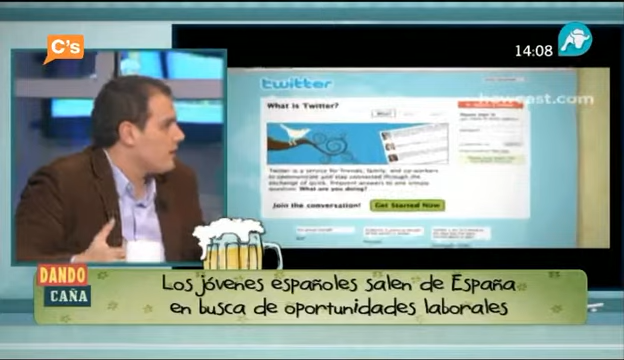 C's
14:08
twitter
howcast.com
What is Twitter?
Twitter is a service for friends, family, and co-workers
to communicate and stay connected through the
exchange of quick, frequent answers to one simple
question: What are you doing?
Join the conversation!
Get Started Now
DANDO
CAÑA
Los jóvenes españoles salen de España
en busca de oportunidades laborales